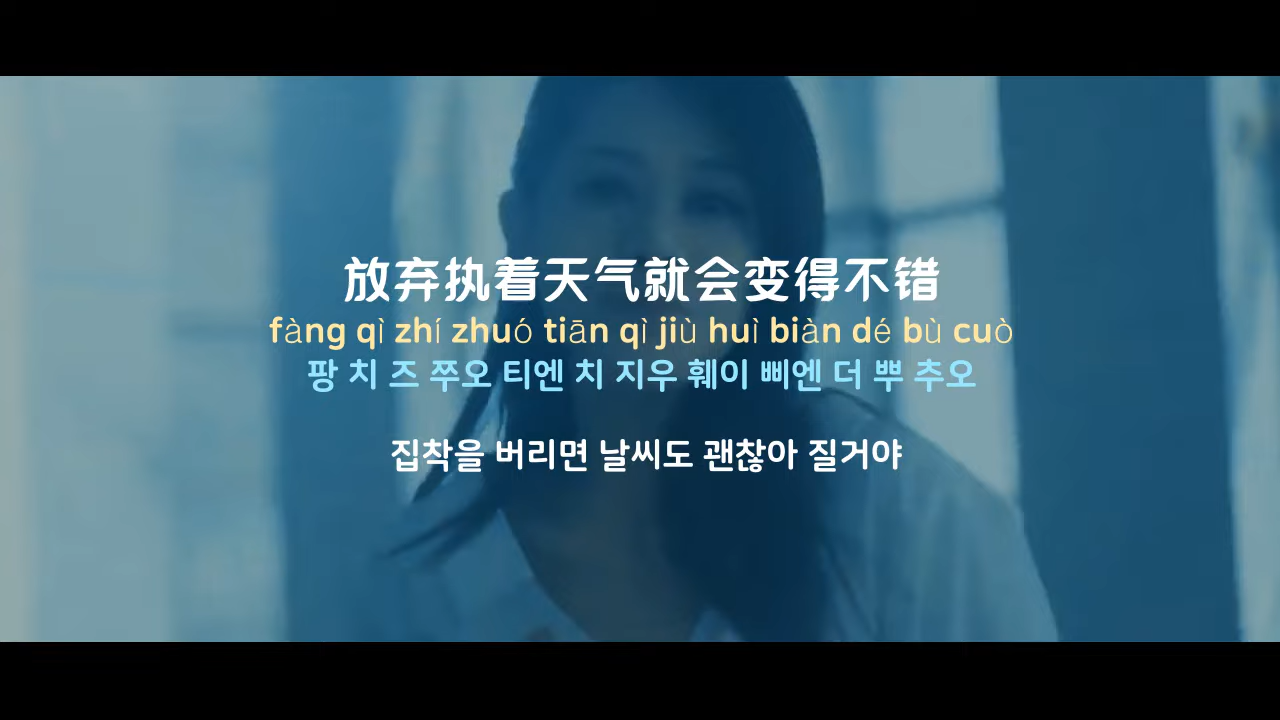 放弃执着天气就会变得不错
fàng qì zhí zhuó tiān qì jiù huì biàn dé bù cuò
팡 치 즈 쭈오 티엔 치 지우 훼이 삐엔 더 뿌 추오
집착을 버리면 날씨도 괜찮아 질거야